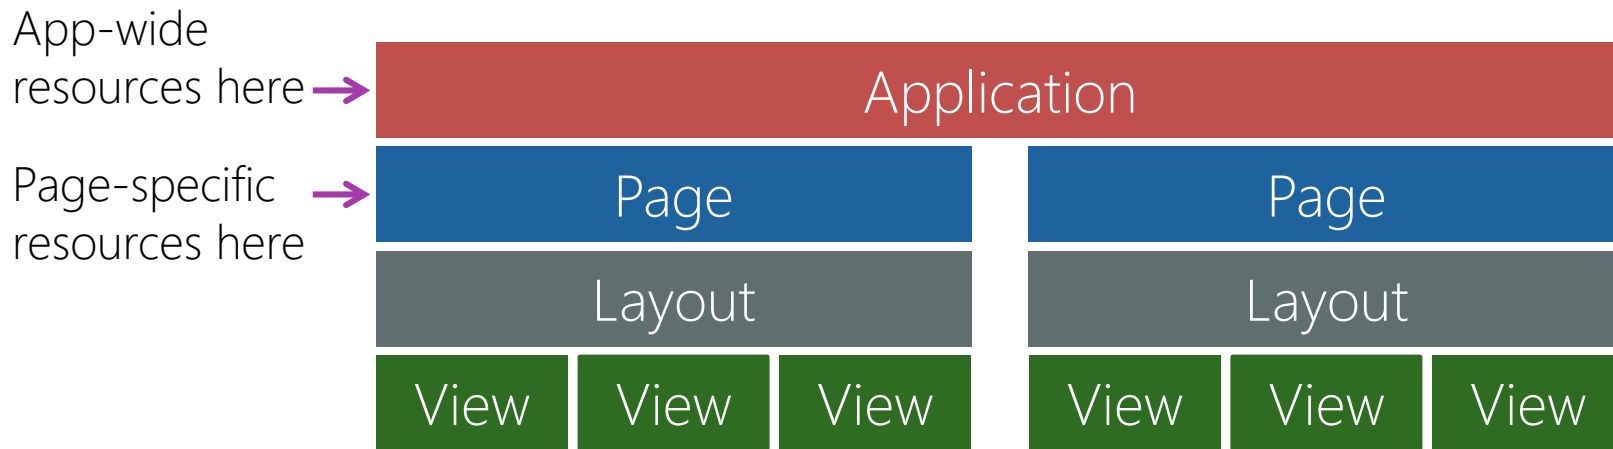 App-wide
resources here
Application
Page-specific
resources here
Page
Page
Layout
Layout
View
View
View
View
View
View